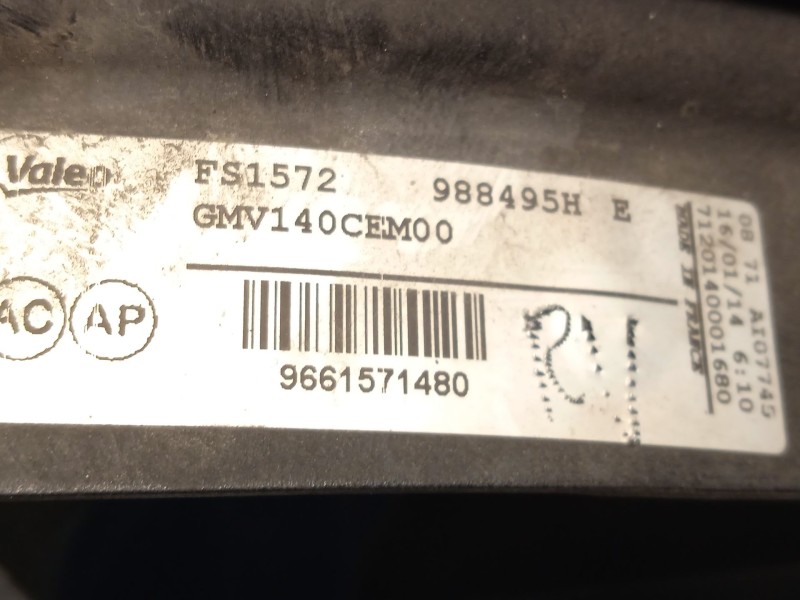 Valeo
FS1572 988495H E
GMV140CEM00
AC AP
9661571480
MADE IN FRANCE
7120140001680
16/01/14 6:10
08 71 AI07745